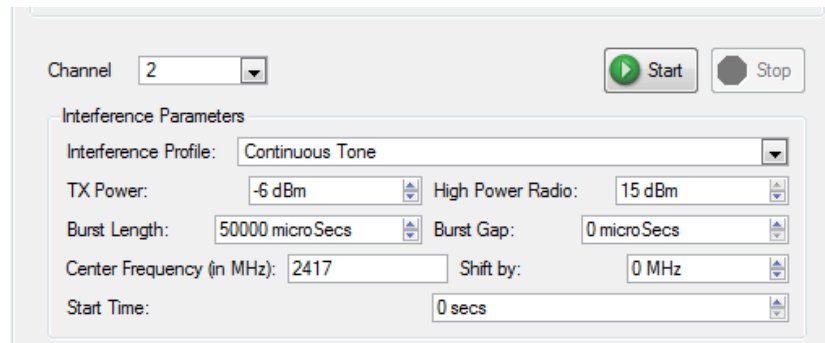 Channel 2 Start Stop
Interference Parameters
Interference Profile: Continuous Tone
TX Power: -6 dBm High Power Radio: 15 dBm
Burst Length: 50000 microSecs Burst Gap: 0 microSecs
Center Frequency (in MHz): 2417 Shift by: 0 MHz
Start Time: 0 secs